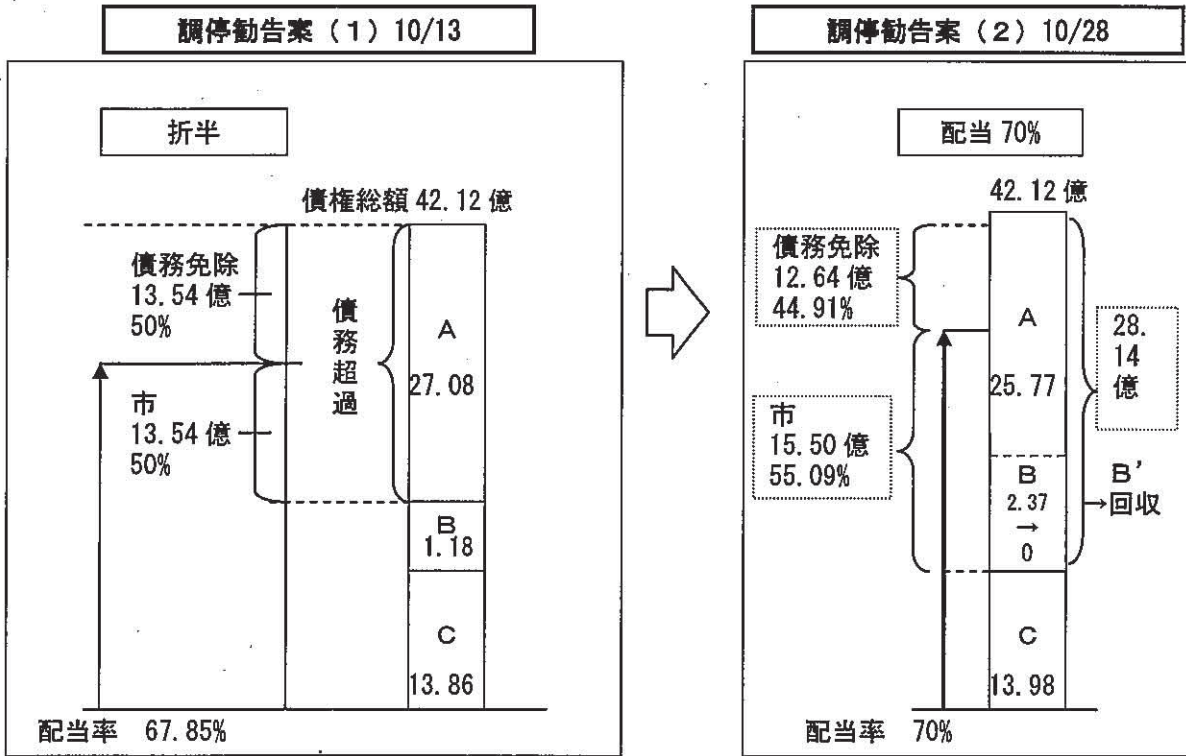 調停勧告案（１）10/13
折半
債権総額 42.12 億
債務免除
13.54 億
50%
市
13.54 億
50%
債務超過
A
27.08
B
1.18
C
13.86
配当率 67.85%
調停勧告案（２）10/28
配当 70%
42.12 億
債務免除
12.64 億
44.91%
市
15.50 億
55.09%
A
25.77
B
2.37
→
0
C
13.98
28.
14
億
B'
→回収
配当率 70%